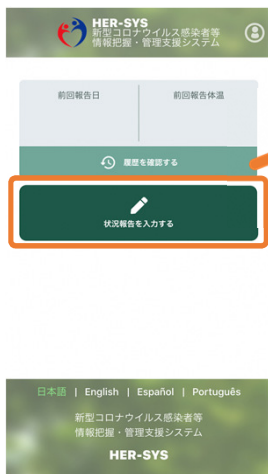 HER-SYS
新型コロナウイルス感染者等
情報把握・管理支援システム
前回報告日 前回報告体温
履歴を確認する
状況報告を入力する
日本語 | English | Español | Português
新型コロナウイルス感染者等
情報把握・管理支援システム
HER-SYS